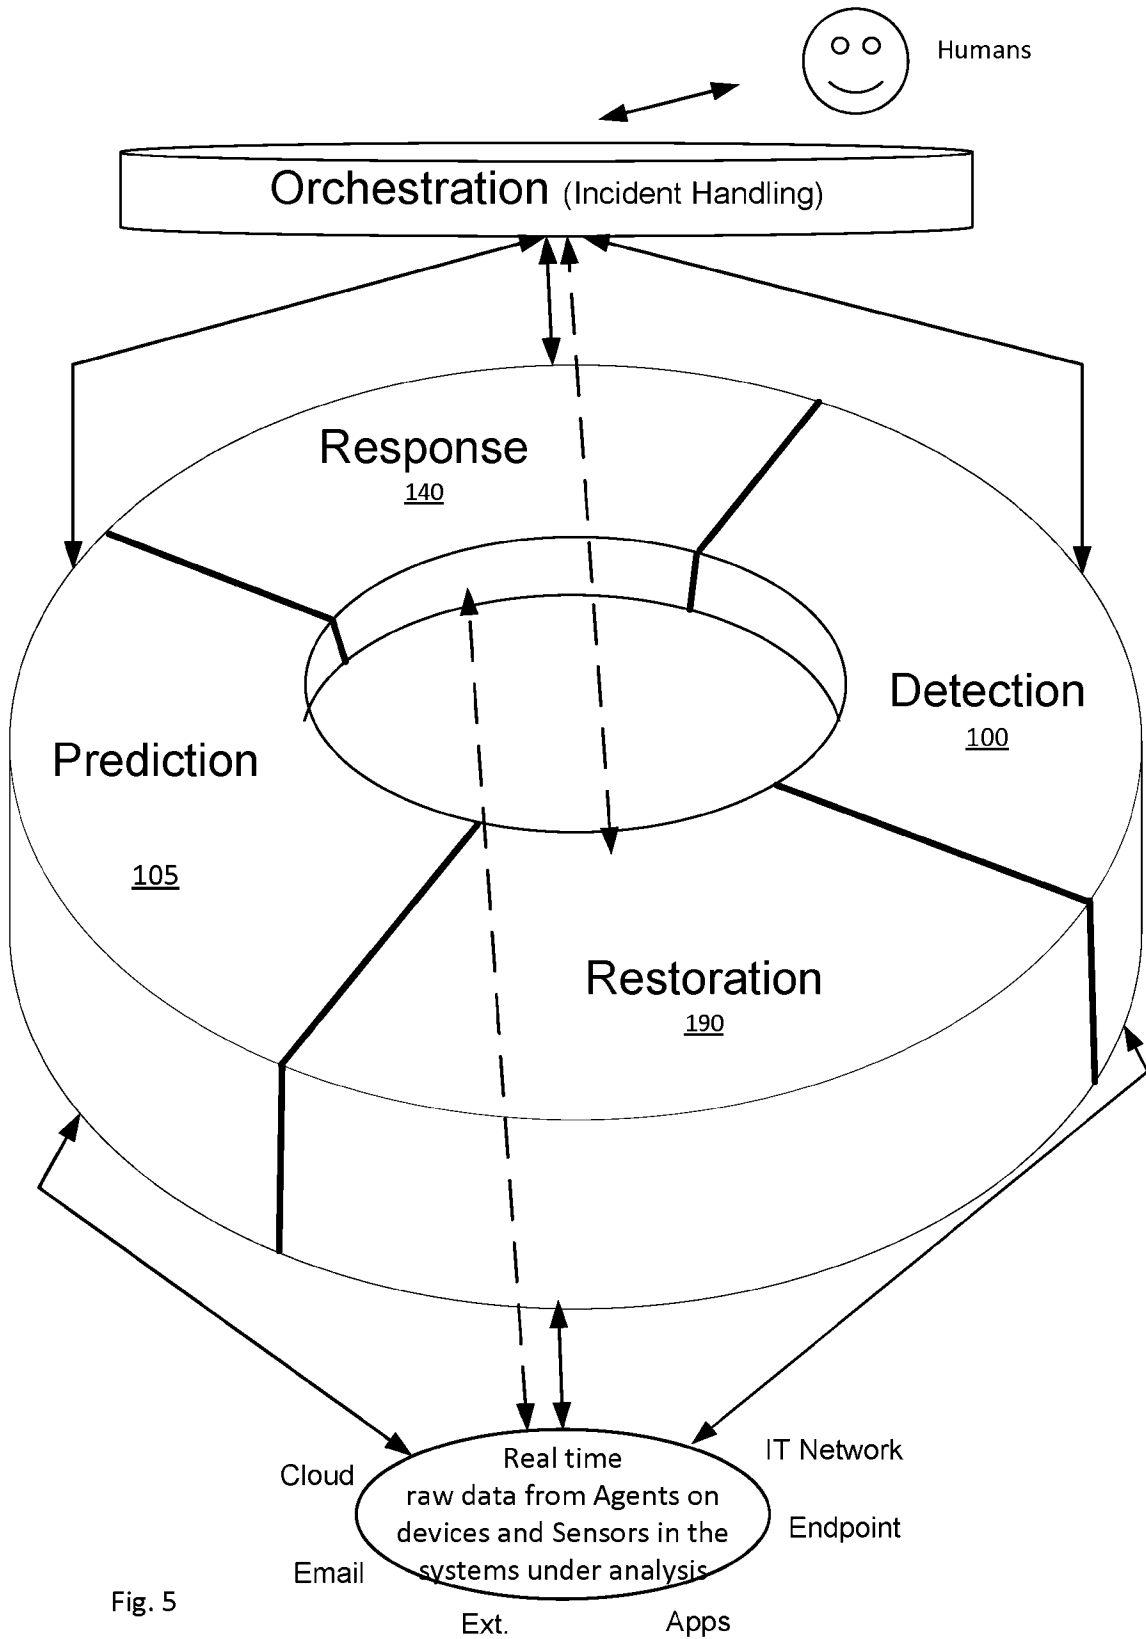 Humans
Orchestration (Incident Handling)
Response
140
Detection
100
Prediction
105
Restoration
190
Real time
raw data from Agents on
devices and Sensors in the
systems under analysis
Cloud
IT Network
Endpoint
Email
Ext.
Apps
Fig. 5